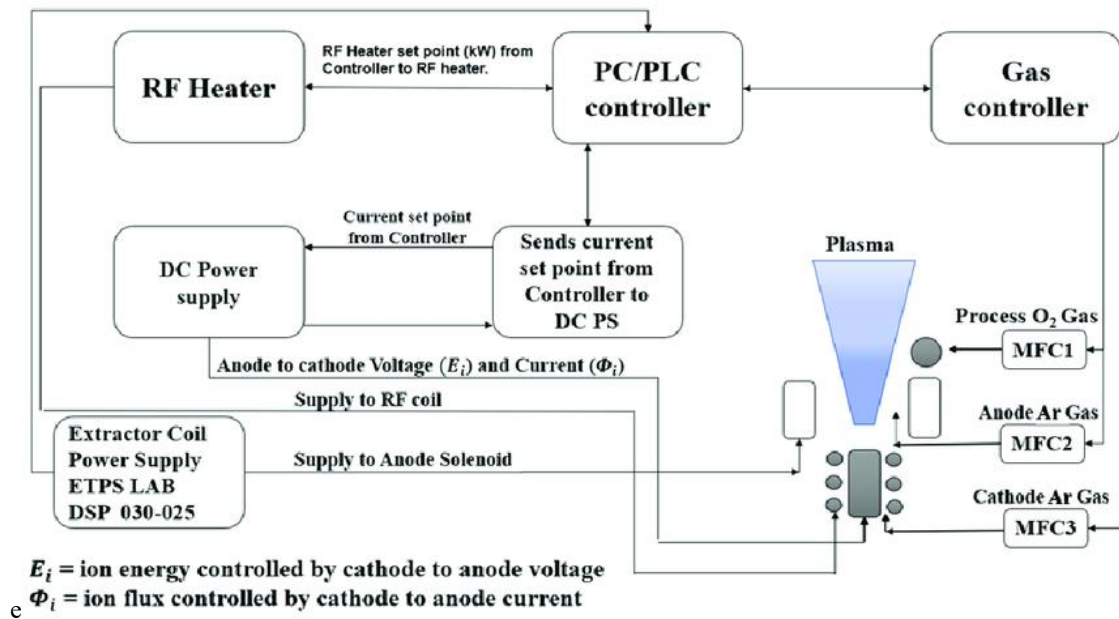 RF Heater
RF Heater set point (kW) from
Controller to RF heater.
PC/PLC
controller
Gas
controller
Current set point
from Controller
DC Power
supply
Sends current
set point from
Controller to
DC PS
Plasma
Process O₂ Gas
MFC1
Anode to cathode Voltage (E_i) and Current (Φ_i)
Supply to RF coil
Anode Ar Gas
MFC2
Extractor Coil
Power Supply
ETPS LAB
DSP 030-025
Supply to Anode Solenoid
Cathode Ar Gas
MFC3
E_i = ion energy controlled by cathode to anode voltage
Φ_i = ion flux controlled by cathode to anode current
e